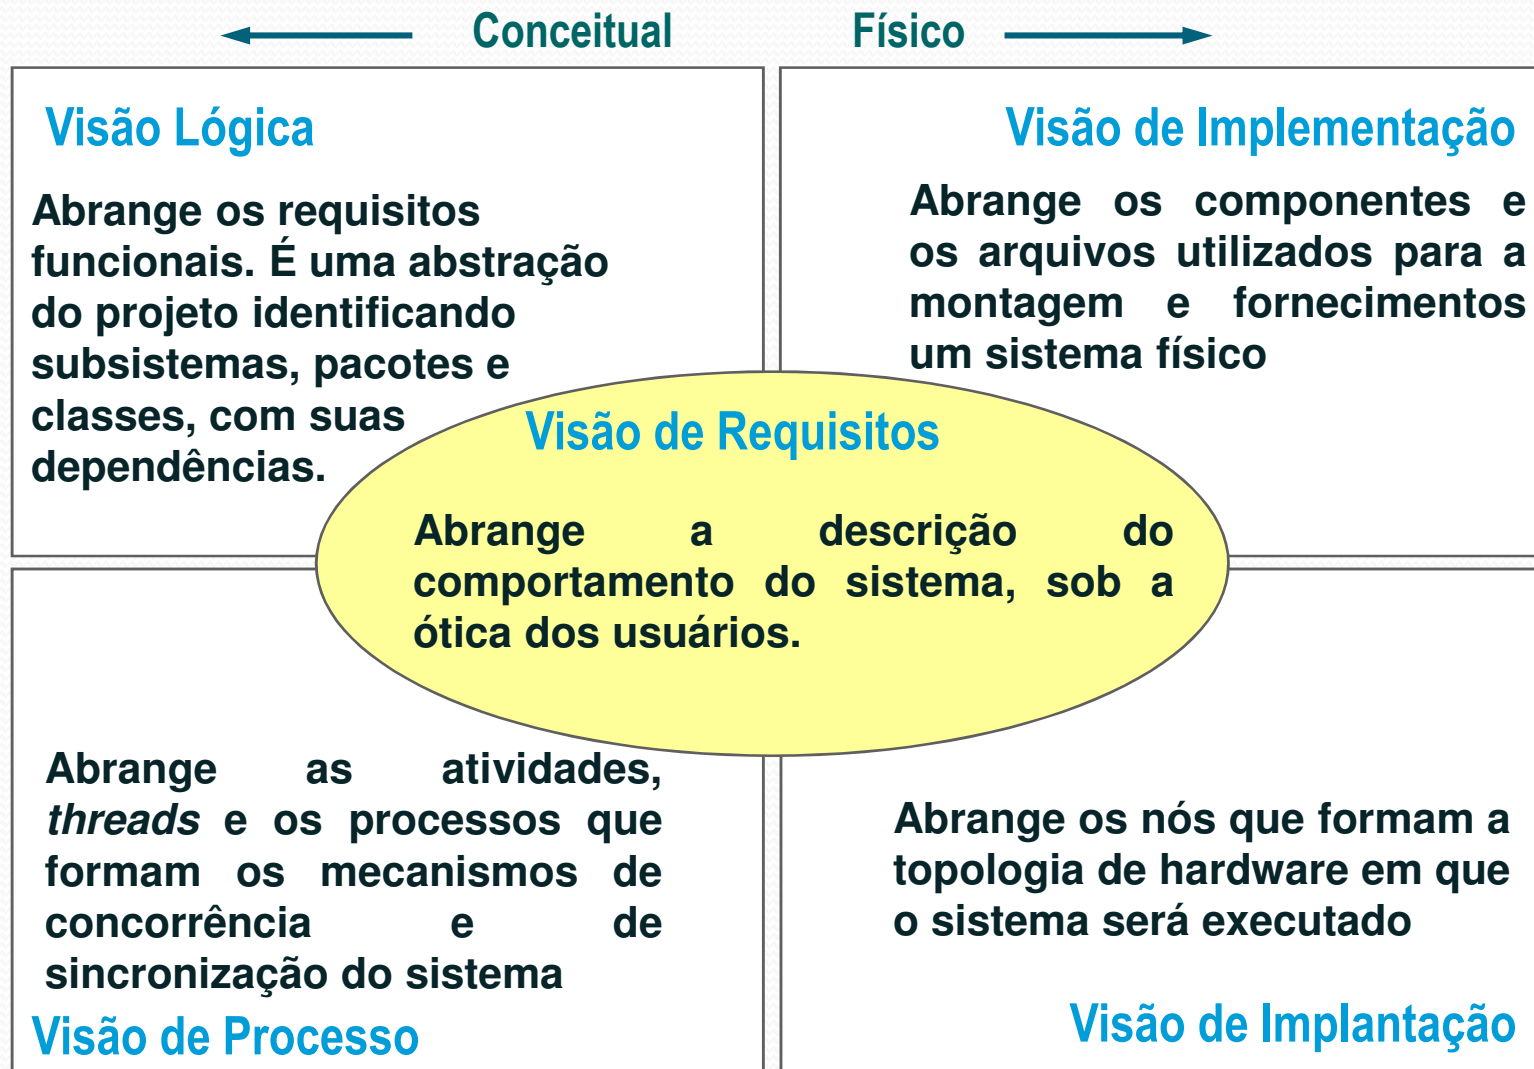 Conceitual
Físico
Visão Lógica
Abrange os requisitos
funcionais. É uma abstração
do projeto identificando
subsistemas, pacotes e
classes, com suas
dependências.
Visão de Implementação
Abrange os componentes e
os arquivos utilizados para a
montagem e fornecimentos
um sistema físico
Visão de Requisitos
Abrange a descrição do
comportamento do sistema, sob a
ótica dos usuários.
Abrange as atividades,
threads e os processos que
formam os mecanismos de
concorrência e de
sincronização do sistema
Visão de Processo
Abrange os nós que formam a
topologia de hardware em que
o sistema será executado
Visão de Implantação